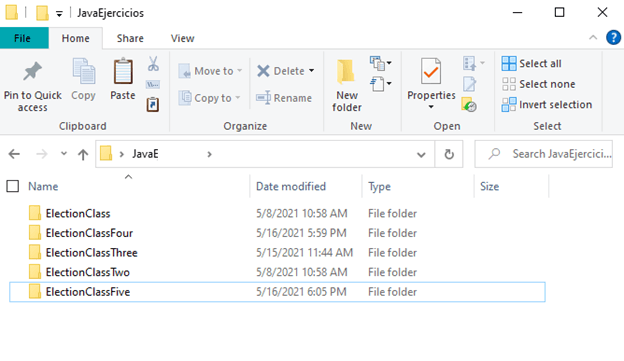 JavaEjercicios
File Home Share View
Pin to Quick access
Copy
Paste
Move to
Copy to
Delete
Rename
New folder
Properties
Select all
Select none
Invert selection
Clipboard Organize New Open Select
JavaE
Search JavaEjercici...
Name Date modified Type Size
ElectionClass 5/8/2021 10:58 AM File folder
ElectionClassFour 5/16/2021 5:59 PM File folder
ElectionClassThree 5/15/2021 11:44 AM File folder
ElectionClassTwo 5/8/2021 10:58 AM File folder
ElectionClassFive 5/16/2021 6:05 PM File folder